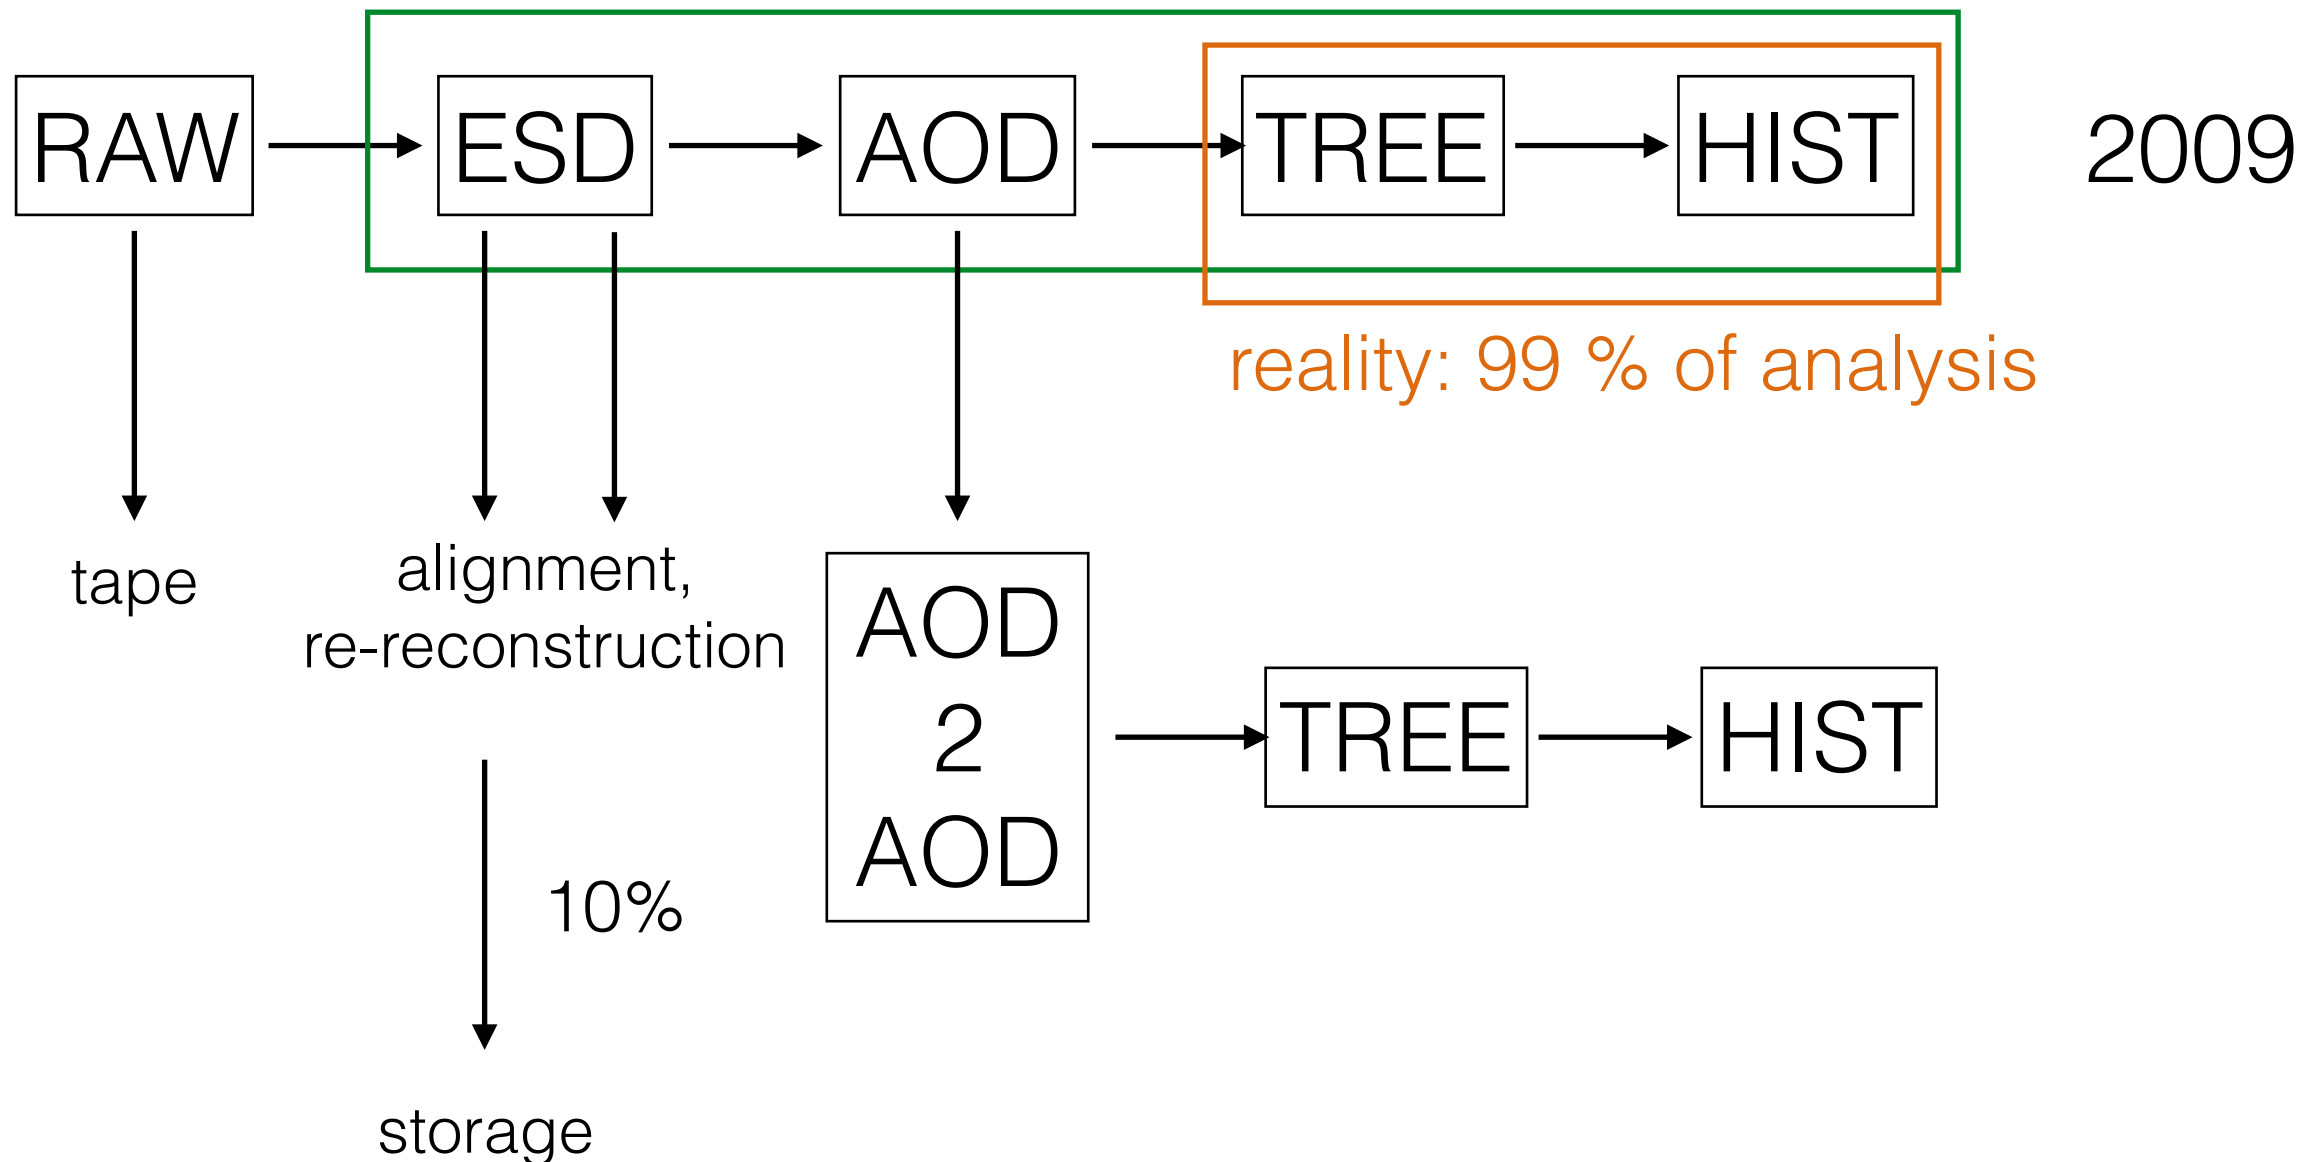 RAW
ESD
AOD
TREE
HIST
2009
reality: 99 % of analysis
tape
alignment,
re-reconstruction
AOD
2
AOD
TREE
HIST
10%
storage